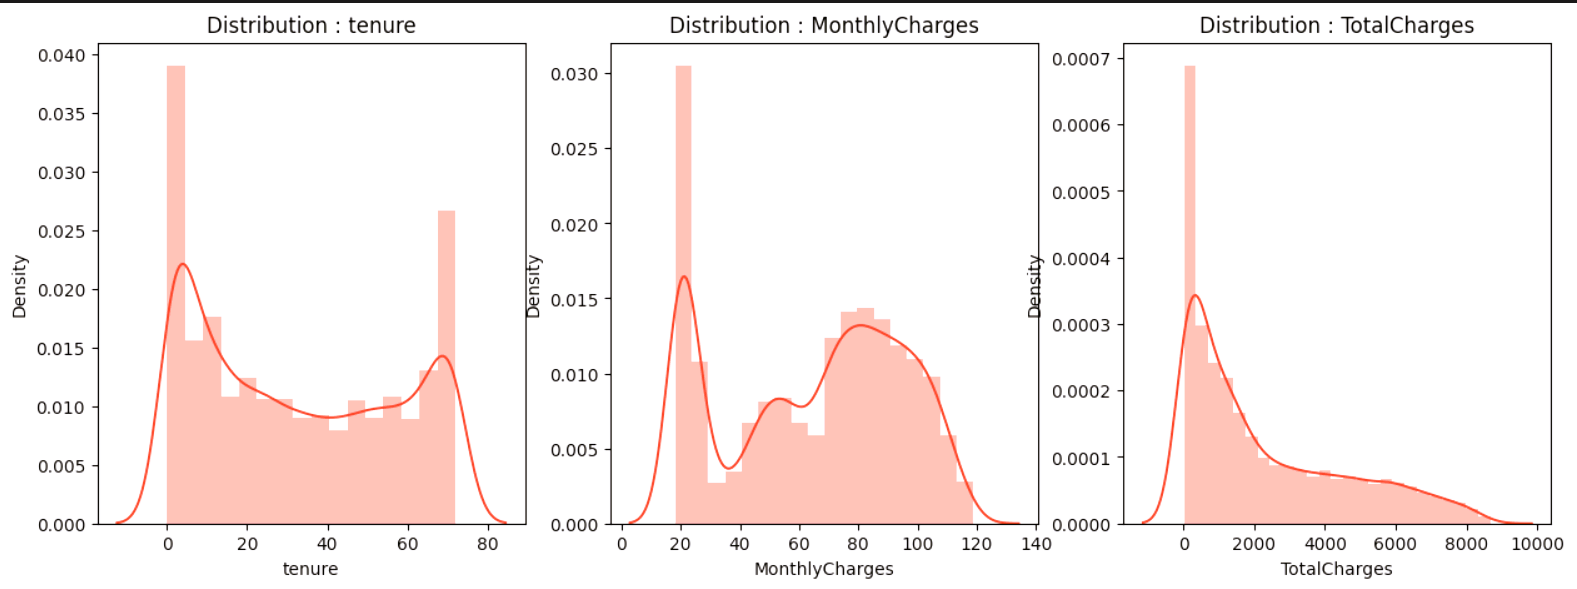 Distribution : tenure
0.040
0.035
0.030
0.025
0.020
0.015
0.010
0.005
0.000
Density
0 20 40 60 80
tenure
Distribution : MonthlyCharges
0.030
0.025
0.020
0.015
0.010
0.005
0.000
Density
0 20 40 60 80 100 120 140
MonthlyCharges
Distribution : TotalCharges
0.0007
0.0006
0.0005
0.0004
0.0003
0.0002
0.0001
0.0000
Density
0 2000 4000 6000 8000 10000
TotalCharges